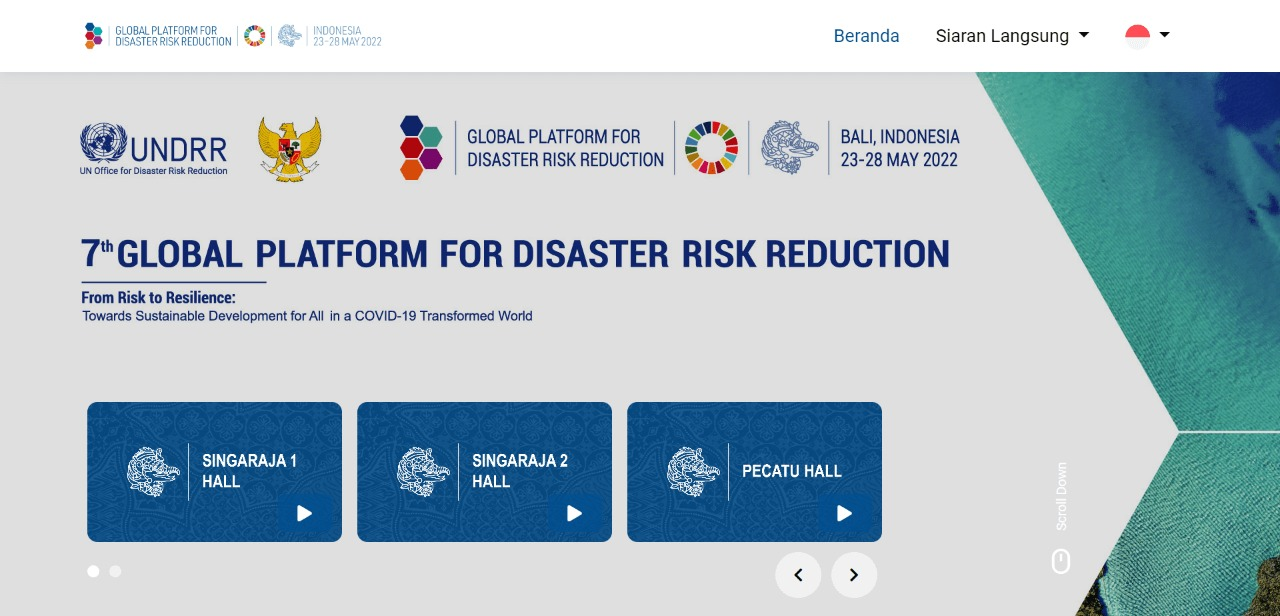 GLOBAL PLATFORM FOR
DISASTER RISK REDUCTION
INDONESIA
23-28 MAY 2022
Beranda
Siaran Langsung
UNDRR
UN Office for Disaster Risk Reduction
GLOBAL PLATFORM FOR
DISASTER RISK REDUCTION
BALI, INDONESIA
23-28 MAY 2022
7th GLOBAL PLATFORM FOR DISASTER RISK REDUCTION
From Risk to Resilience:
Towards Sustainable Development for All in a COVID-19 Transformed World
SINGARAJA 1
HALL
SINGARAJA 2
HALL
PECATU HALL
Scroll Down